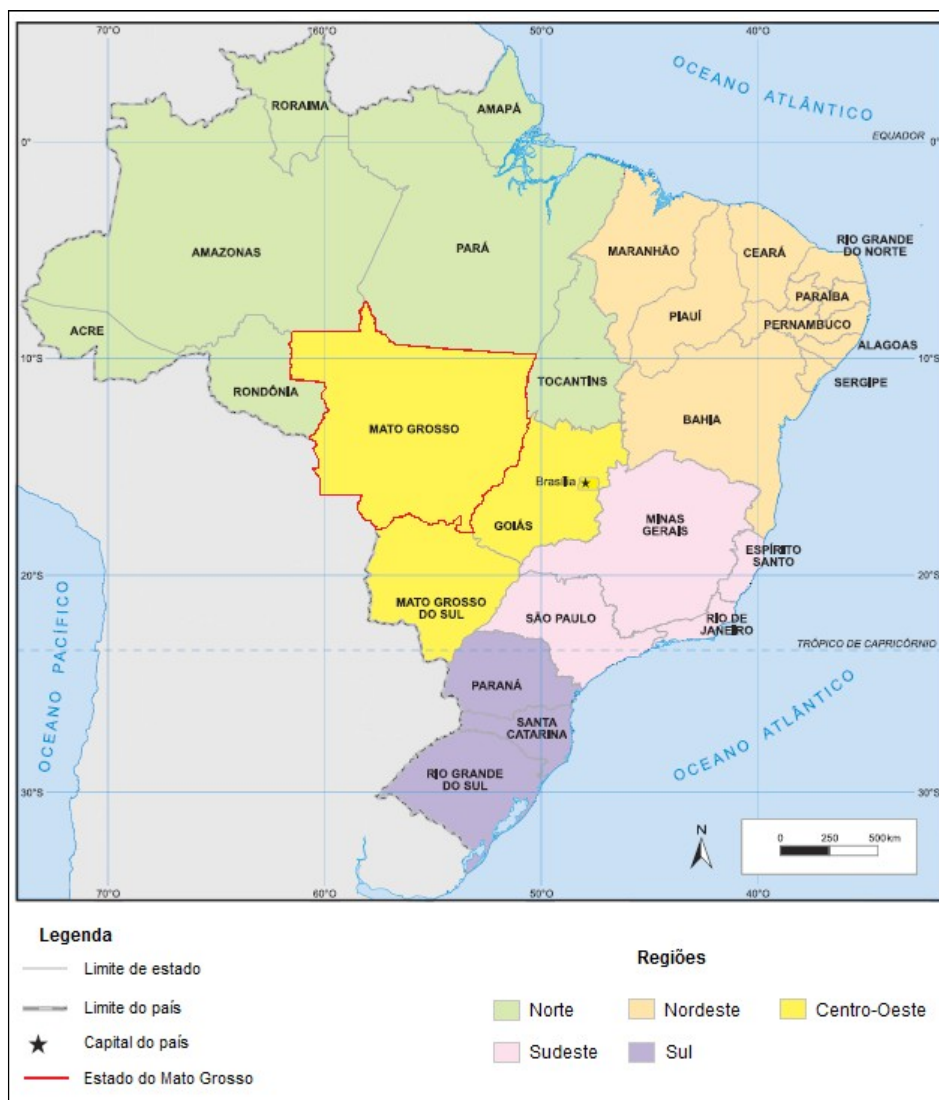 70°O
60°O
50°O
40°O
OCEANO ATLÂNTICO
RORAIMA
AMAPÁ
EQUADOR
0°
0°
AMAZONAS
PARÁ
MARANHÃO
CEARÁ
RIO GRANDE
DO NORTE
PARAÍBA
PIAUÍ
PERNAMBUCO
ACRE
ALAGOAS
10°S
10°S
RONDÔNIA
TOCANTINS
SERGIPE
MATO GROSSO
BAHIA
Brasília
GOIÁS
MINAS
GERAIS
ESPÍRITO
SANTO
20°S
20°S
MATO GROSSO
DO SUL
SÃO PAULO
RIO DE
JANEIRO
TRÓPICO DE CAPRICÓRNIO
OCEANO PACÍFICO
PARANÁ
SANTA
CATARINA
OCEANO ATLÂNTICO
RIO GRANDE
DO SUL
30°S
30°S
N
0 250 500 km
70°O
60°O
50°O
40°O
Legenda
Limite de estado
Limite do país
Capital do país
Estado do Mato Grosso
Regiões
Norte
Nordeste
Centro-Oeste
Sudeste
Sul